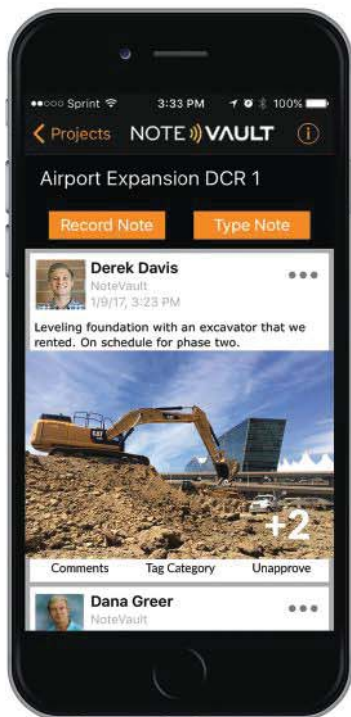 Sprint 3:33 PM 100%
Projects NOTE VAULT i
Airport Expansion DCR 1
Record Note Type Note
Derek Davis
NoteVault
1/9/17, 3:23 PM
Leveling foundation with an excavator that we
rented. On schedule for phase two.
CAT
+2
Comments Tag Category Unapprove
Dana Greer
NoteVault